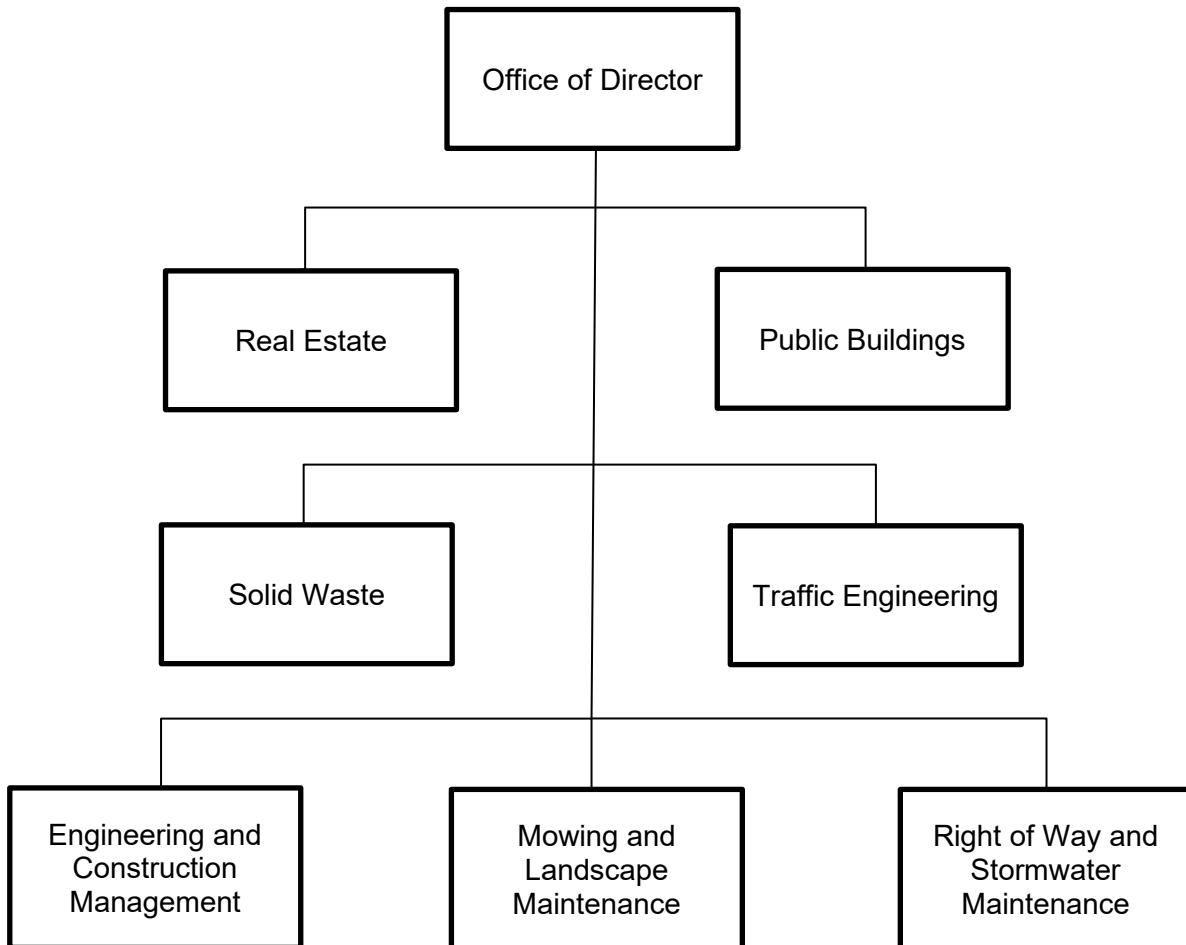 Office of Director
Real Estate
Public Buildings
Solid Waste
Traffic Engineering
Engineering and
Construction
Management
Mowing and
Landscape
Maintenance
Right of Way and
Stormwater
Maintenance